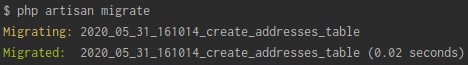 $ php artisan migrate
Migrating: 2020_05_31_161014_create_addresses_table
Migrated:  2020_05_31_161014_create_addresses_table (0.02 seconds)